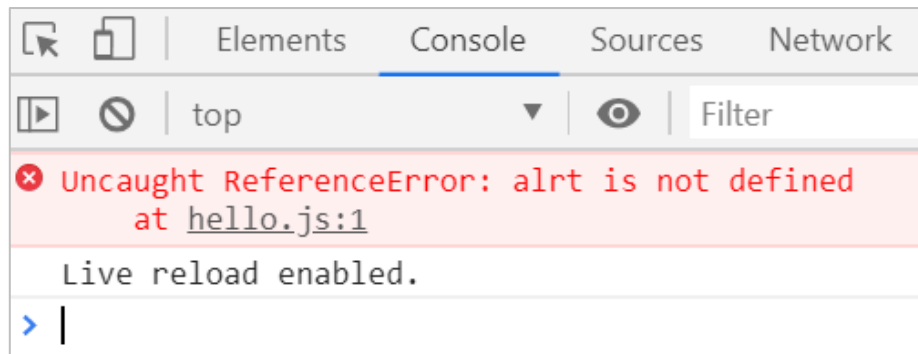 Elements Console Sources Network
top Filter
Uncaught ReferenceError: alrt is not defined
at hello.js:1
Live reload enabled.